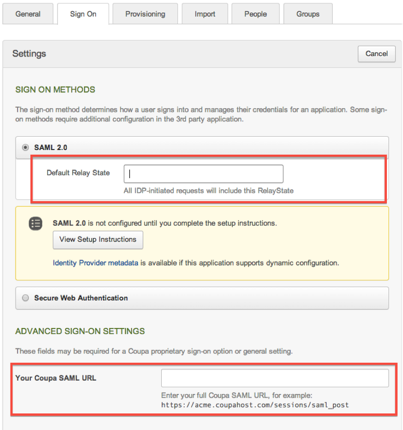 General
Sign On
Provisioning
Import
People
Groups
Settings
Cancel
SIGN ON METHODS
The sign-on method determines how a user signs into and manages their credentials for an application. Some sign-
on methods require additional configuration in the 3rd party application.
SAML 2.0
Default Relay State
All IDP-initiated requests will include this RelayState
SAML 2.0 is not configured until you complete the setup instructions.
View Setup Instructions
Identity Provider metadata is available if this application supports dynamic configuration.
Secure Web Authentication
ADVANCED SIGN-ON SETTINGS
These fields may be required for a Coupa proprietary sign-on option or general setting.
Your Coupa SAML URL
Enter your full Coupa SAML URL, for example:
https://acme.coupahost.com/sessions/saml_post